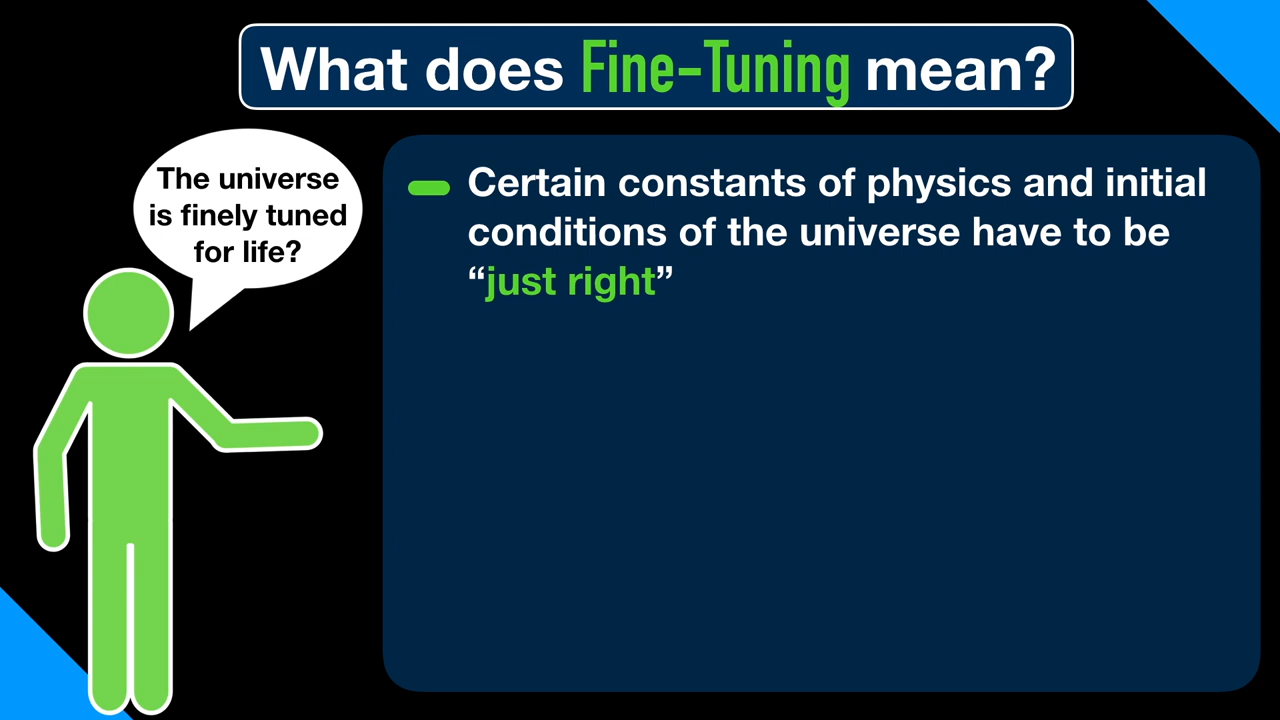 What does Fine-Tuning mean?
The universe
is finely tuned
for life?
Certain constants of physics and initial
conditions of the universe have to be
“just right”